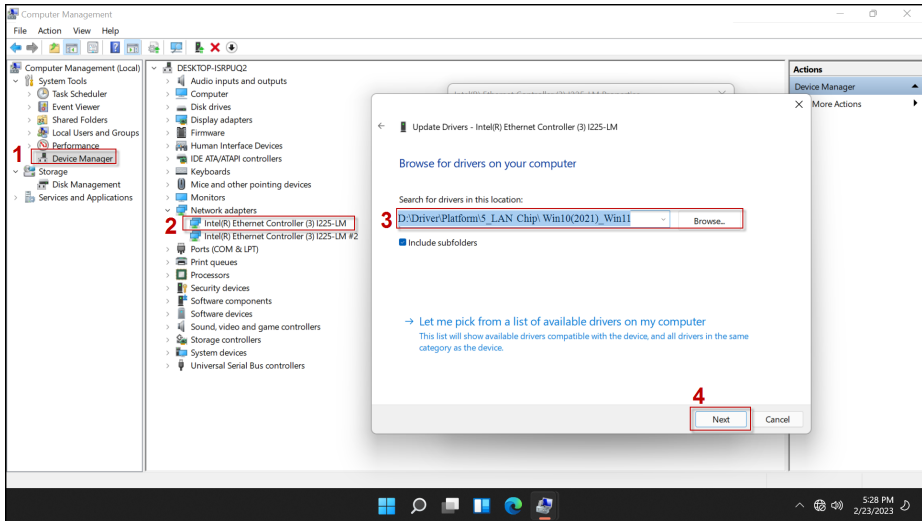 Computer Management
File Action View Help
Computer Management (Local)
System Tools
Task Scheduler
Event Viewer
Shared Folders
Local Users and Groups
Performance
1
Device Manager
Storage
Disk Management
Services and Applications
DESKTOP-ISRPUQ2
Audio inputs and outputs
Computer
Disk drives
Display adapters
Firmware
Human Interface Devices
IDE ATA/ATAPI controllers
Keyboards
Mice and other pointing devices
Monitors
Network adapters
2
Intel(R) Ethernet Controller (3) I225-LM
Intel(R) Ethernet Controller (3) I225-LM #2
Ports (COM & LPT)
Print queues
Processors
Security devices
Software components
Software devices
Sound, video and game controllers
Storage controllers
System devices
Universal Serial Bus controllers
Update Drivers - Intel(R) Ethernet Controller (3) I225-LM
Browse for drivers on your computer
Search for drivers in this location:
3
D:\Driver\Platform\5_LAN Chip\ Win10(2021)_Win11
Browse...
Include subfolders
Let me pick from a list of available drivers on my computer
This list will show available drivers compatible with the device, and all drivers in the same
category as the device.
4
Next
Cancel
Actions
Device Manager
More Actions
5:28 PM
2/23/2023